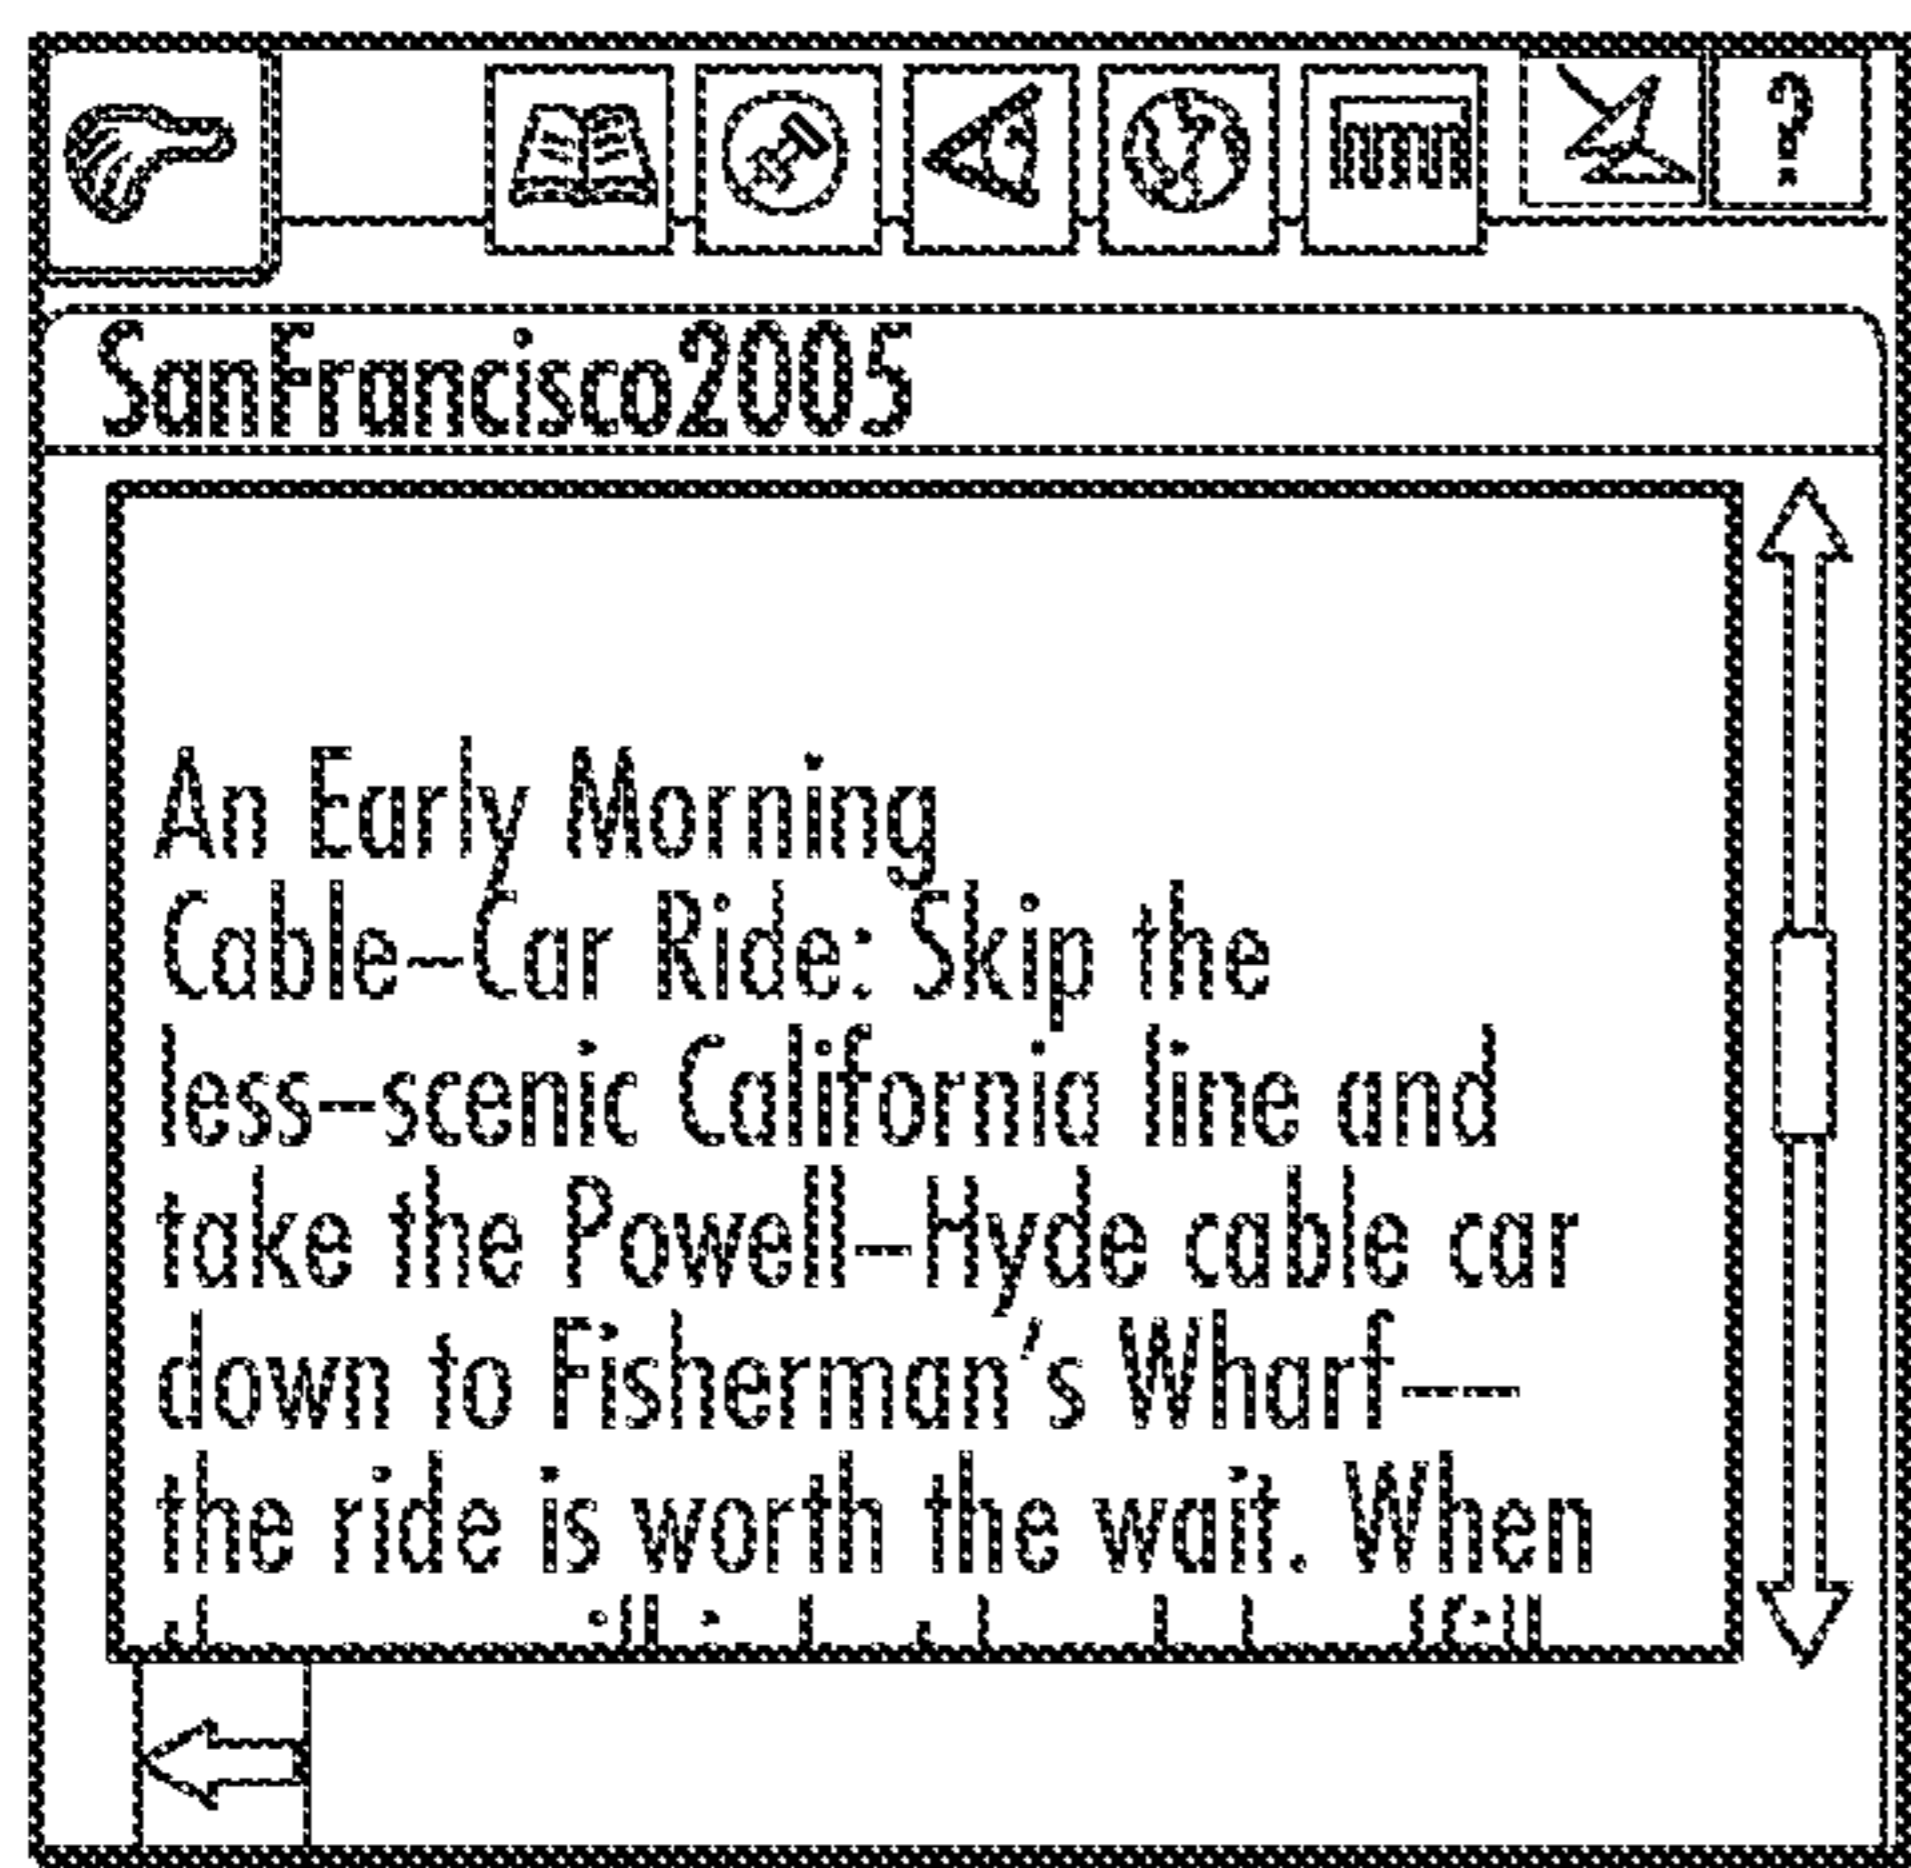 ?
SanFrancisco2005
An Early Morning
Cable-Car Ride: Skip the
less-scenic California line and
take the Powell-Hyde cable car
down to Fisherman's Wharf--
the ride is worth the wait. When